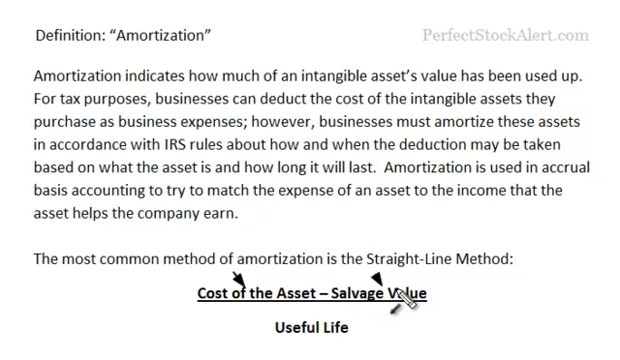 Definition: “Amortization”
PerfectStockAlert.com
Amortization indicates how much of an intangible asset’s value has been used up.
For tax purposes, businesses can deduct the cost of the intangible assets they
purchase as business expenses; however, businesses must amortize these assets
in accordance with IRS rules about how and when the deduction may be taken
based on what the asset is and how long it will last.  Amortization is used in accrual
basis accounting to try to match the expense of an asset to the income that the
asset helps the company earn.
The most common method of amortization is the Straight-Line Method:
Cost of the Asset – Salvage Value
Useful Life